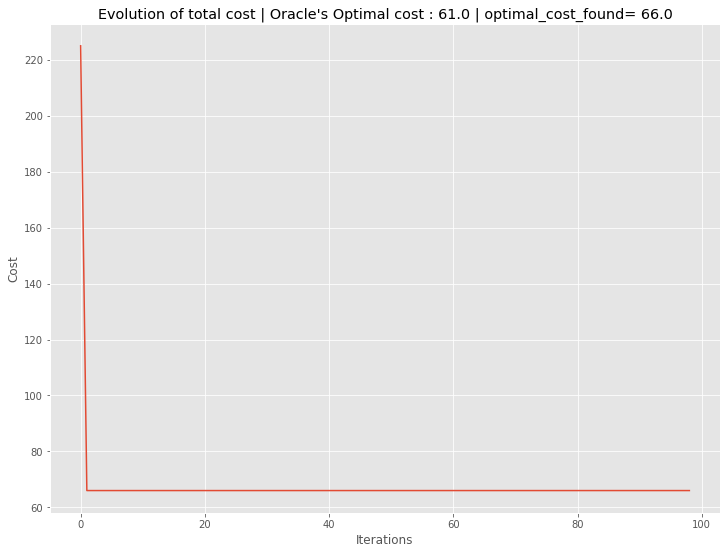 Evolution of total cost | Oracle's Optimal cost : 61.0 | optimal_cost_found= 66.0
220
200
180
160
140
120
100
80
60
Cost
0 20 40 60 80 100
Iterations